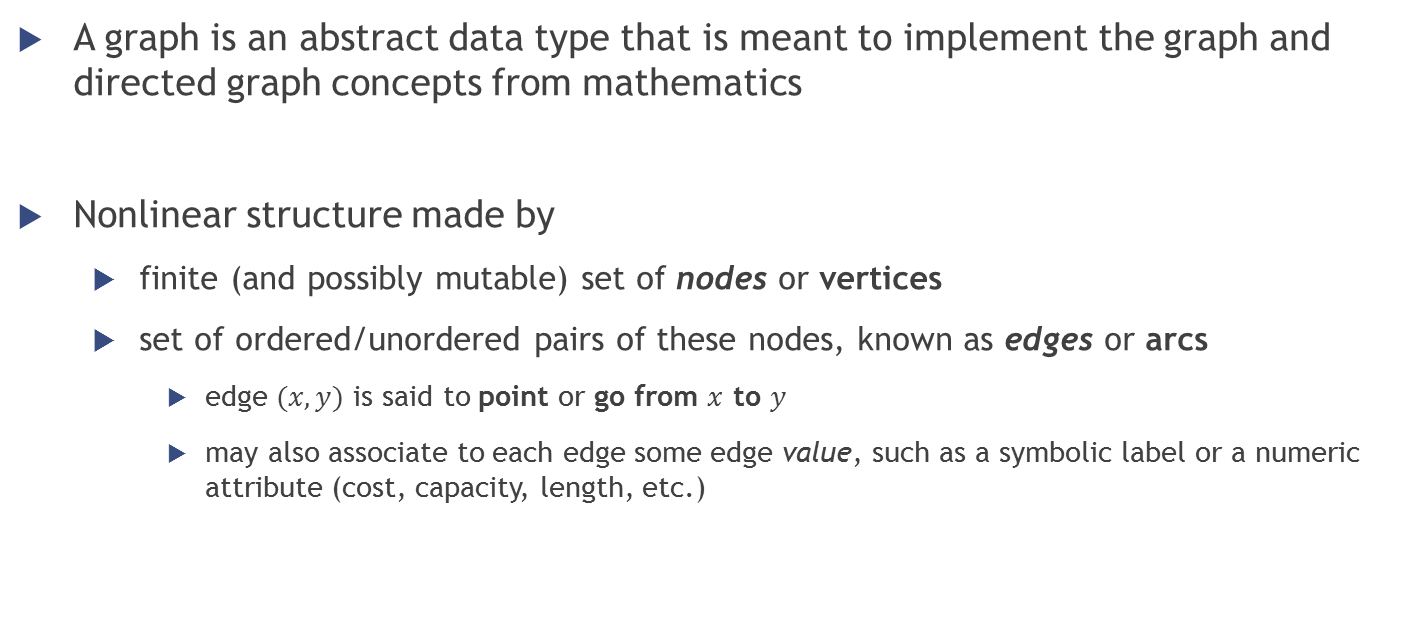 A graph is an abstract data type that is meant to implement the graph and
directed graph concepts from mathematics
Nonlinear structure made by
finite (and possibly mutable) set of nodes or vertices
set of ordered/unordered pairs of these nodes, known as edges or arcs
edge (x, y) is said to point or go from x to y
may also associate to each edge some edge value, such as a symbolic label or a numeric
attribute (cost, capacity, length, etc.)